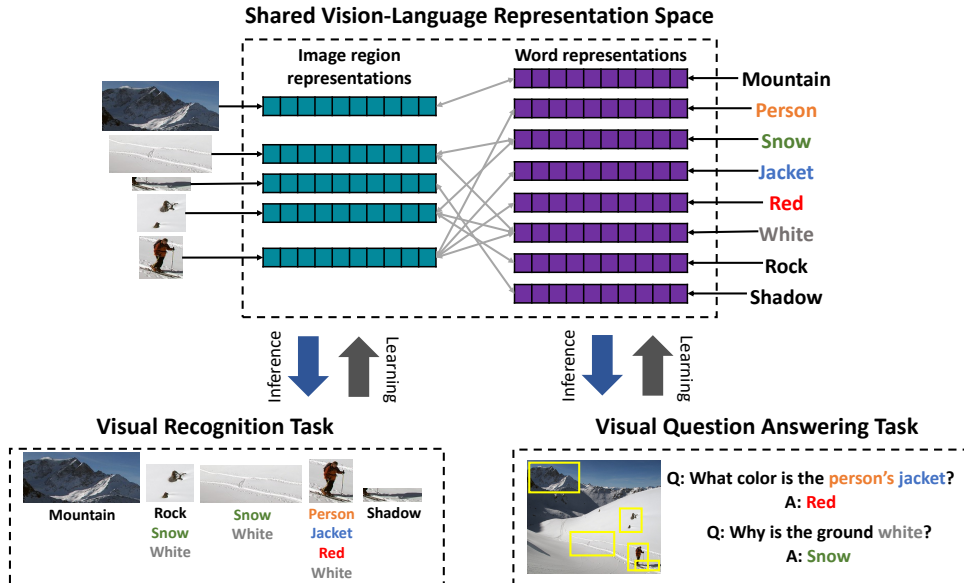 Shared Vision-Language Representation Space
Image region
representations
Word representations
Mountain
Person
Snow
Jacket
Red
White
Rock
Shadow
Inference
Learning
Inference
Learning
Visual Recognition Task
Mountain
Rock
Snow
White
Snow
White
Person
Jacket
Red
White
Shadow
Visual Question Answering Task
Q: What color is the person's jacket?
A: Red
Q: Why is the ground white?
A: Snow